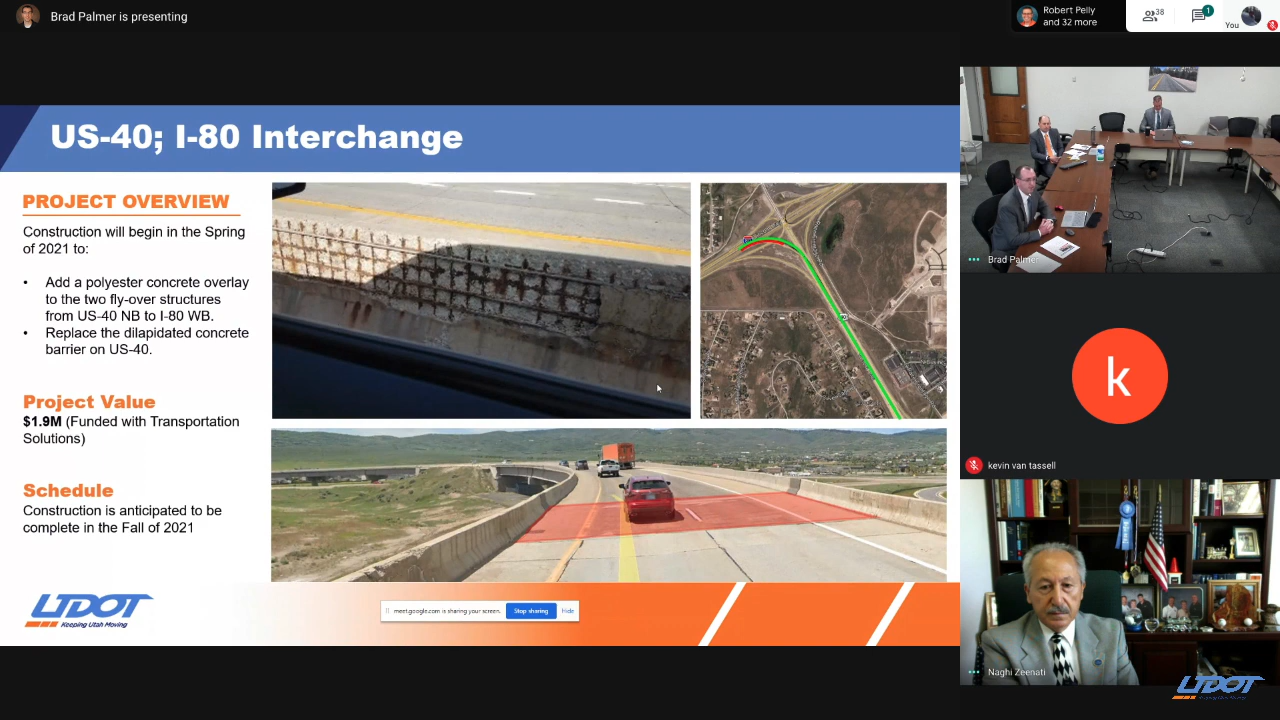 Brad Palmer is presenting
Robert Pelly
and 32 more
38
1
You
US-40; I-80 Interchange
PROJECT OVERVIEW
Construction will begin in the Spring
of 2021 to:
• Add a polyester concrete overlay
to the two fly-over structures
from US-40 NB to I-80 WB.
• Replace the dilapidated concrete
barrier on US-40.
Project Value
$1.9M (Funded with Transportation
Solutions)
Schedule
Construction is anticipated to be
complete in the Fall of 2021
UDOT
Keeping Utah Moving
meet.google.com is sharing your screen.
Stop sharing
Hide
Brad Palmer
k
kevin van tassell
Naghi Zeenati
UDOT
Keeping Utah Moving